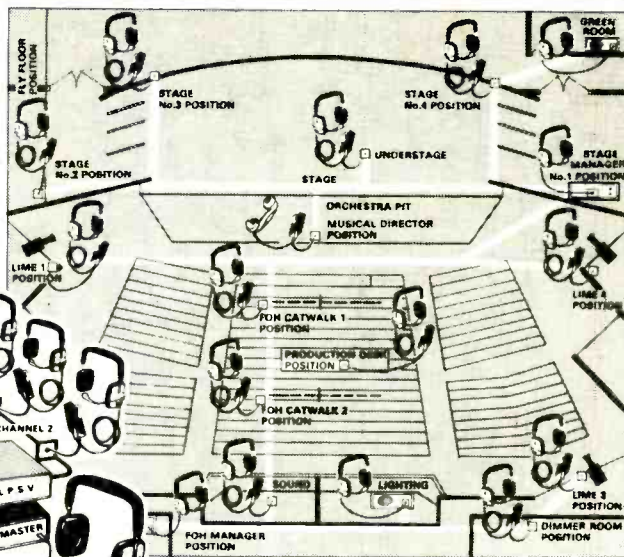 GREEN
ROOM
FLY FLOOR
POSITION
STAGE
No.3 POSITION
STAGE
No.4 POSITION
STAGE
No.2 POSITION
UNDERSTAGE
STAGE
STAGE
MANAGER
No.1 POSITION
ORCHESTRA PIT
MUSICAL DIRECTOR
POSITION
LIME 1
POSITION
LIME 4
POSITION
FOH CATWALK 1
POSITION
PRODUCTION DESK
POSITION
FOH CATWALK 2
POSITION
CHANNEL 2
L P S V
MASTER
SOUND
LIGHTING
LIME 3
POSITION
FOH MANAGER
POSITION
DIMMER ROOM
POSITION